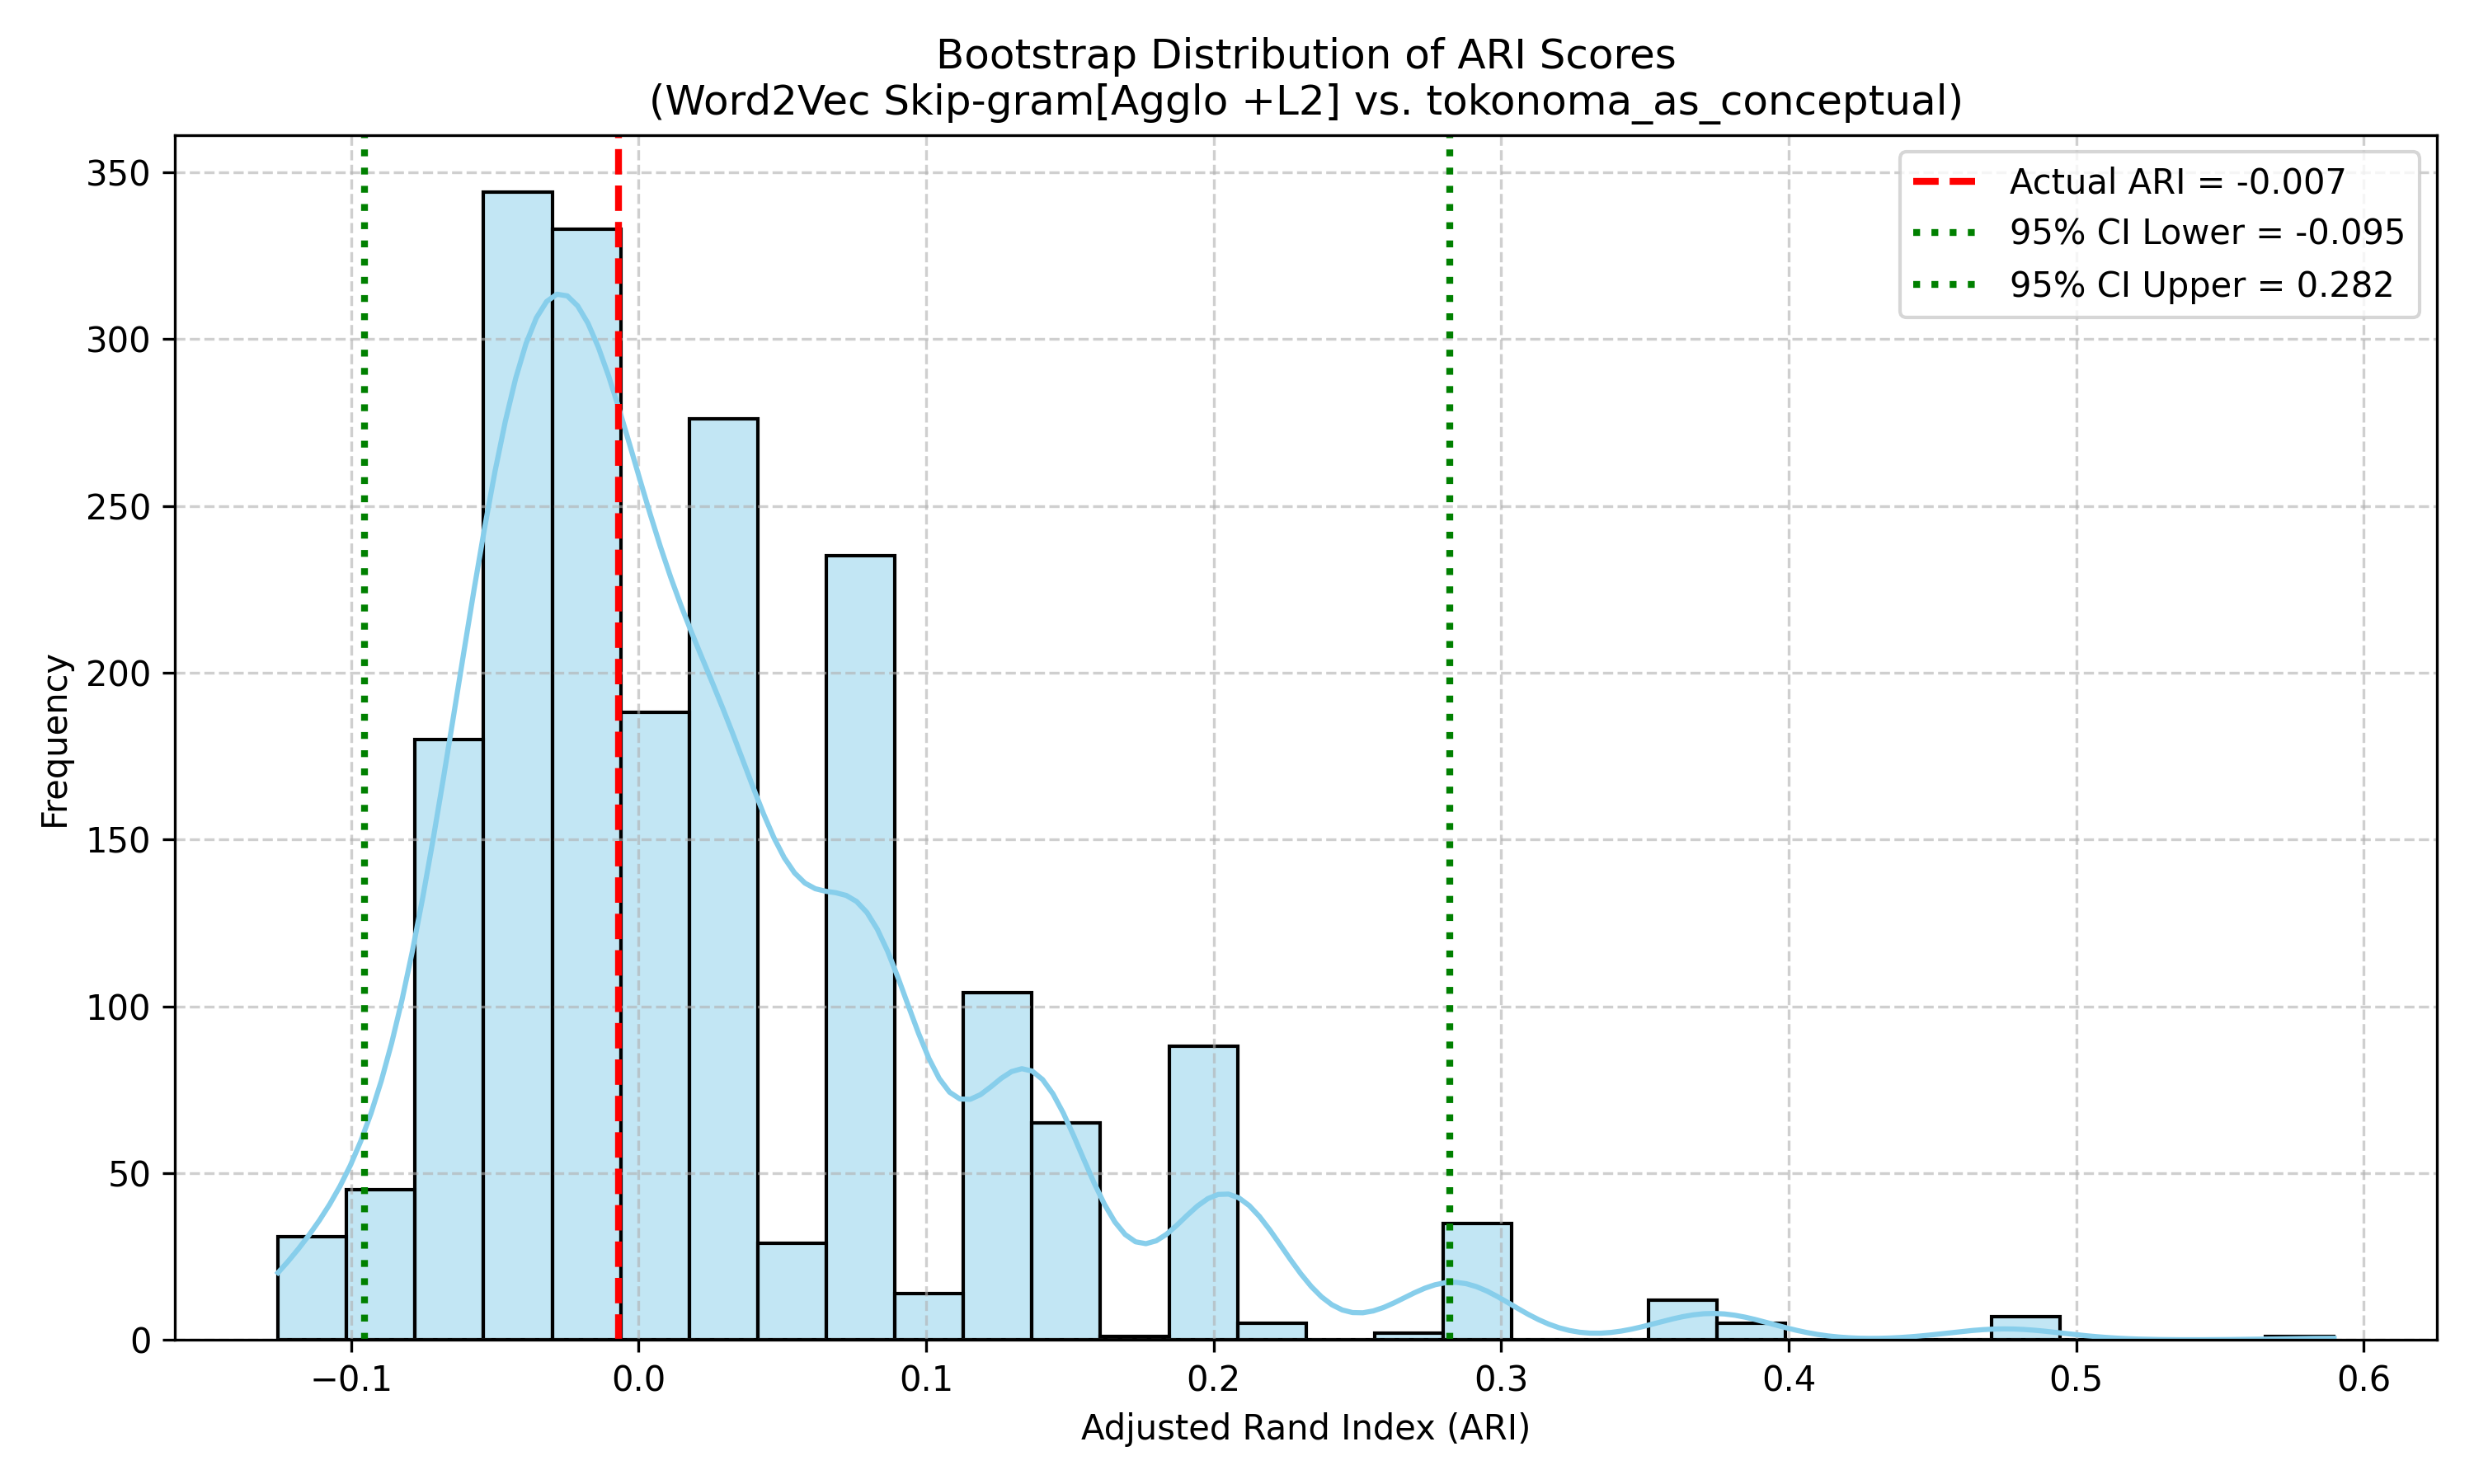 Bootstrap Distribution of ARI Scores
(Word2Vec Skip-gram[Agglo +L2] vs. tokonoma_as_conceptual)
Actual ARI = -0.007
95% CI Lower = -0.095
95% CI Upper = 0.282
Frequency
350
300
250
200
150
100
50
0
−0.1 0.0 0.1 0.2 0.3 0.4 0.5 0.6
Adjusted Rand Index (ARI)